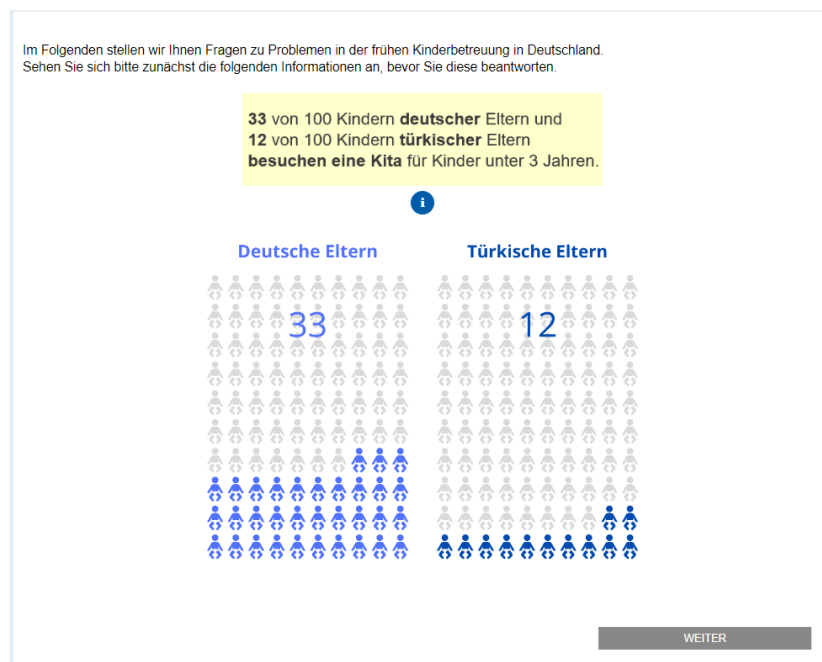 Im Folgenden stellen wir Ihnen Fragen zu Problemen in der frühen Kinderbetreuung in Deutschland.
Sehen Sie sich bitte zunächst die folgenden Informationen an, bevor Sie diese beantworten.
33 von 100 Kindern deutscher Eltern und
12 von 100 Kindern türkischer Eltern
besuchen eine Kita für Kinder unter 3 Jahren.
i
Deutsche Eltern
Türkische Eltern
33
12
WEITER